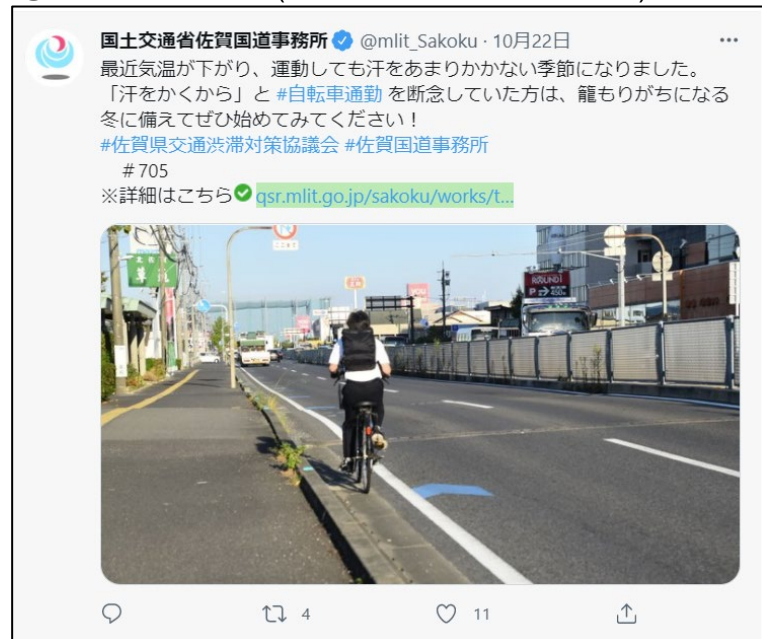 国土交通省佐賀国道事務所 @mlit_Sakoku · 10月22日
最近気温が下がり、運動しても汗をあまりかかない季節になりました。
「汗をかくから」と #自転車通勤 を断念していた方は、籠もりがちになる
冬に備えてぜひ始めてみてください！
#佐賀県交通渋滞対策協議会 #佐賀国道事務所
＃705
※詳細はこちら qsr.mlit.go.jp/sakoku/works/t...
ここまで
ROUND1
P
450
4
11